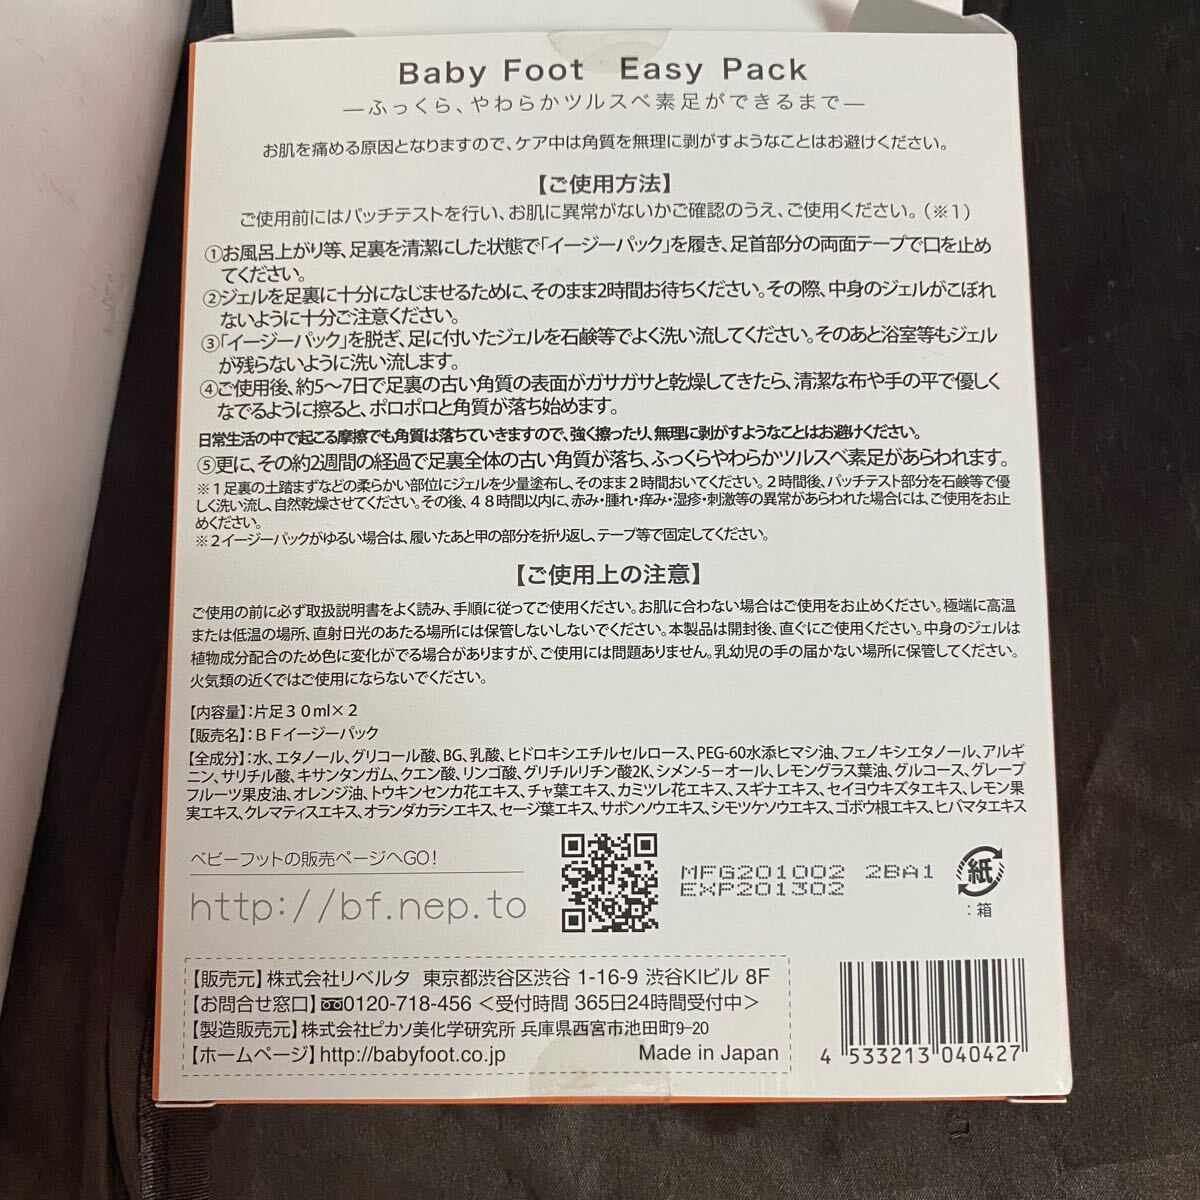 Baby Foot Easy Pack
―ふっくら、やわらかツルスベ素足ができるまで―
お肌を痛める原因となりますので、ケア中は角質を無理に剥がすようなことはお避けください。
【ご使用方法】
ご使用前にはパッチテストを行い、お肌に異常がないかご確認のうえ、ご使用ください。（※1）
①お風呂上がり等、足裏を清潔にした状態で「イージーパック」を履き、足首部分の両面テープで口を止め
てください。
②ジェルを足裏に十分になじませるために、そのまま2時間お待ちください。その際、中身のジェルがこぼれ
ないように十分ご注意ください。
③「イージーパック」を脱ぎ、足に付いたジェルを石鹸等でよく洗い流してください。そのあと浴室等もジェル
が残らないように洗い流します。
④ご使用後、約5～7日で足裏の古い角質の表面がガサガサと乾燥してきたら、清潔な布や手の平で優しく
なでるように擦ると、ポロポロと角質が落ち始めます。
日常生活の中で起こる摩擦でも角質は落ちていきますので、強く擦ったり、無理に剥がすようなことはお避けください。
⑤更に、その約2週間の経過で足裏全体の古い角質が落ち、ふっくらやわらかツルスベ素足があらわれます。
※１足裏の土踏まずなどの柔らかい部位にジェルを少量塗布し、そのまま２時間おいてください。２時間後、パッチテスト部分を石鹸等で優
しく洗い流し、自然乾燥させてください。その後、４８時間以内に、赤み・腫れ・痒み・湿疹・刺激等の異常があらわれた場合には、ご使用をお止
めください。
※２イージーパックがゆるい場合は、履いたあと甲の部分を折り返し、テープ等で固定してください。
【ご使用上の注意】
ご使用の前に必ず取扱説明書をよく読み、手順に従ってご使用ください。お肌に合わない場合はご使用をお止めください。極端に高温
または低温の場所、直射日光のあたる場所には保管しないしないでください。本製品は開封後、直ぐにご使用ください。中身のジェルは
植物成分配合のため色に変化がでる場合がありますが、ご使用には問題ありません。乳幼児の手の届かない場所に保管してください。
火気類の近くではご使用にならないでください。
【内容量】：片足３０ml×２
【販売名】：ＢＦイージーパック
【全成分】：水、エタノール、グリコール酸、BG、乳酸、ヒドロキシエチルセルロース、PEG-60水添ヒマシ油、フェノキシエタノール、アルギ
ニン、サリチル酸、キサンタンガム、クエン酸、リンゴ酸、グリチルリチン酸2K、シメン-5-オール、レモングラス葉油、グルコース、グレープ
フルーツ果皮油、オレンジ油、トウキンセンカ花エキス、チャ葉エキス、カミツレ花エキス、スギナエキス、セイヨウキズタエキス、レモン果
実エキス、クレマティスエキス、オランダカラシエキス、セージ葉エキス、サボンソウエキス、シモツケソウエキス、ゴボウ根エキス、ヒバマタエキス
ベビーフットの販売ページへGO!
http://bf.nep.to
MFG201002 2BA1
EXP201302
紙
：箱
【販売元】株式会社リベルタ 東京都渋谷区渋谷 1-16-9 渋谷KIビル 8F
【お問合せ窓口】0120-718-456 ＜受付時間 365日24時間受付中＞
【製造販売元】株式会社ピカソ美化学研究所 兵庫県西宮市池田町9-20
【ホームページ】http://babyfoot.co.jp Made in Japan
4 533213 040427